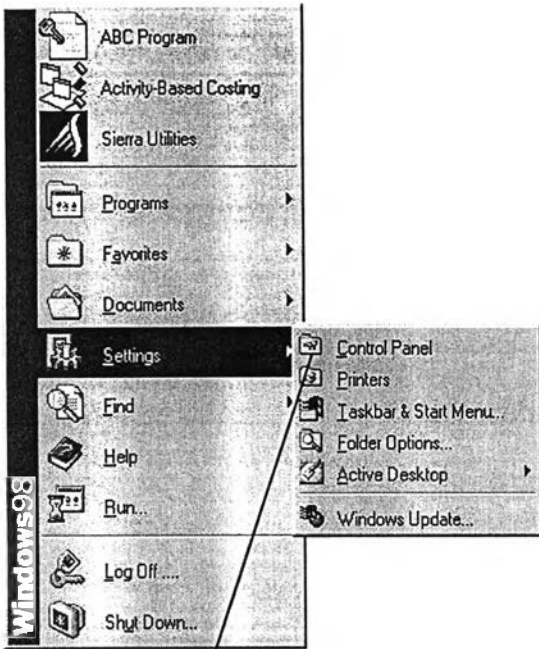 ABC Program
Activity-Based Costing
Sierra Utilities
Programs
Favorites
Documents
Settings
Find
Help
Run...
Log Off ....
Shut Down...
Windows98
Control Panel
Printers
Taskbar & Start Menu...
Folder Options...
Active Desktop
Windows Update...